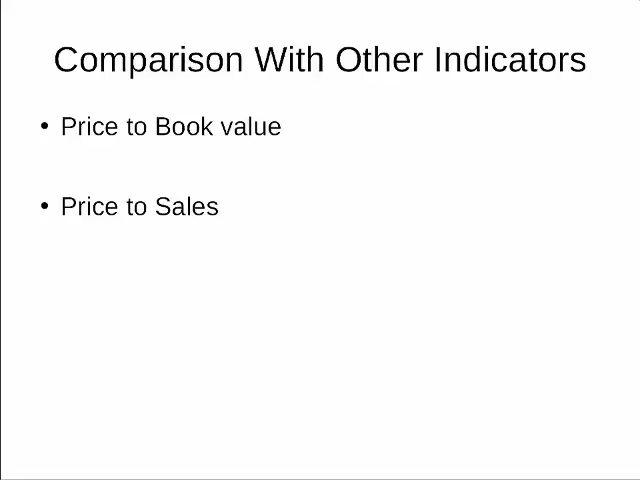 Comparison With Other Indicators
• Price to Book value
• Price to Sales